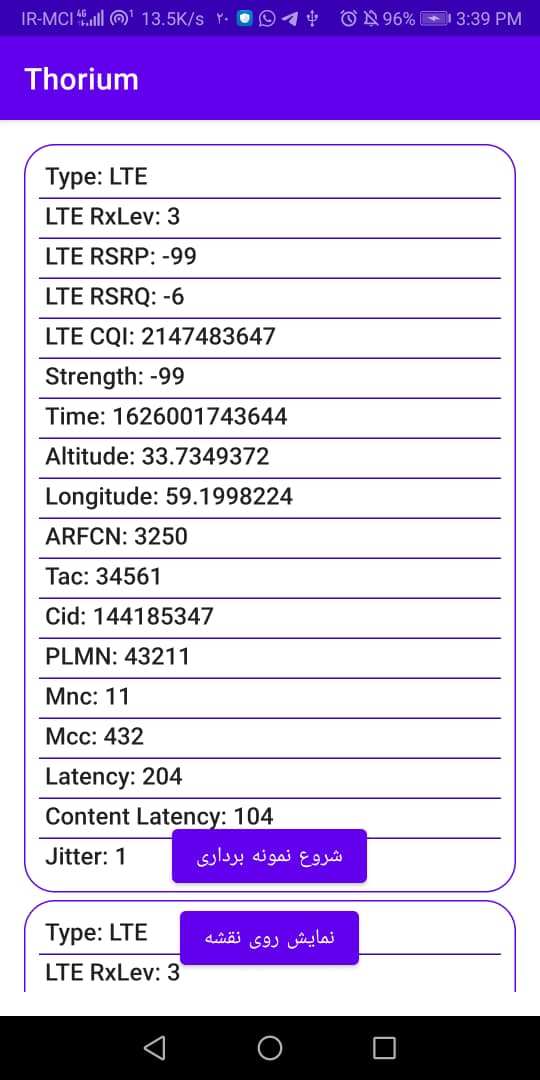 IR-MCI 4G 13.5K/s ۲۰ 96% 3:39 PM
Thorium
Type: LTE
LTE RxLev: 3
LTE RSRP: -99
LTE RSRQ: -6
LTE CQI: 2147483647
Strength: -99
Time: 1626001743644
Altitude: 33.7349372
Longitude: 59.1998224
ARFCN: 3250
Tac: 34561
Cid: 144185347
PLMN: 43211
Mnc: 11
Mcc: 432
Latency: 204
Content Latency: 104
Jitter: 1
شروع نمونه برداری
Type: LTE
نمایش روی نقشه
LTE RxLev: 3